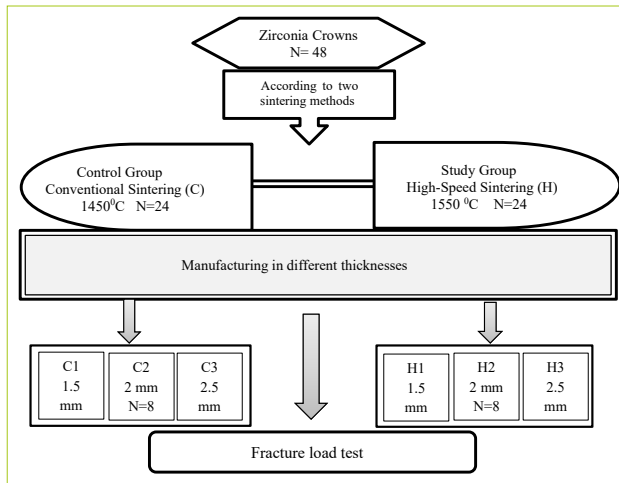 Zirconia Crowns
N= 48
According to two
sintering methods
Control Group
Conventional Sintering (C)
1450⁰C N=24
Study Group
High-Speed Sintering (H)
1550 ⁰C N=24
Manufacturing in different thicknesses
C1
1.5
mm
C2
2 mm
N=8
C3
2.5
mm
H1
1.5
mm
H2
2 mm
N=8
H3
2.5
mm
Fracture load test